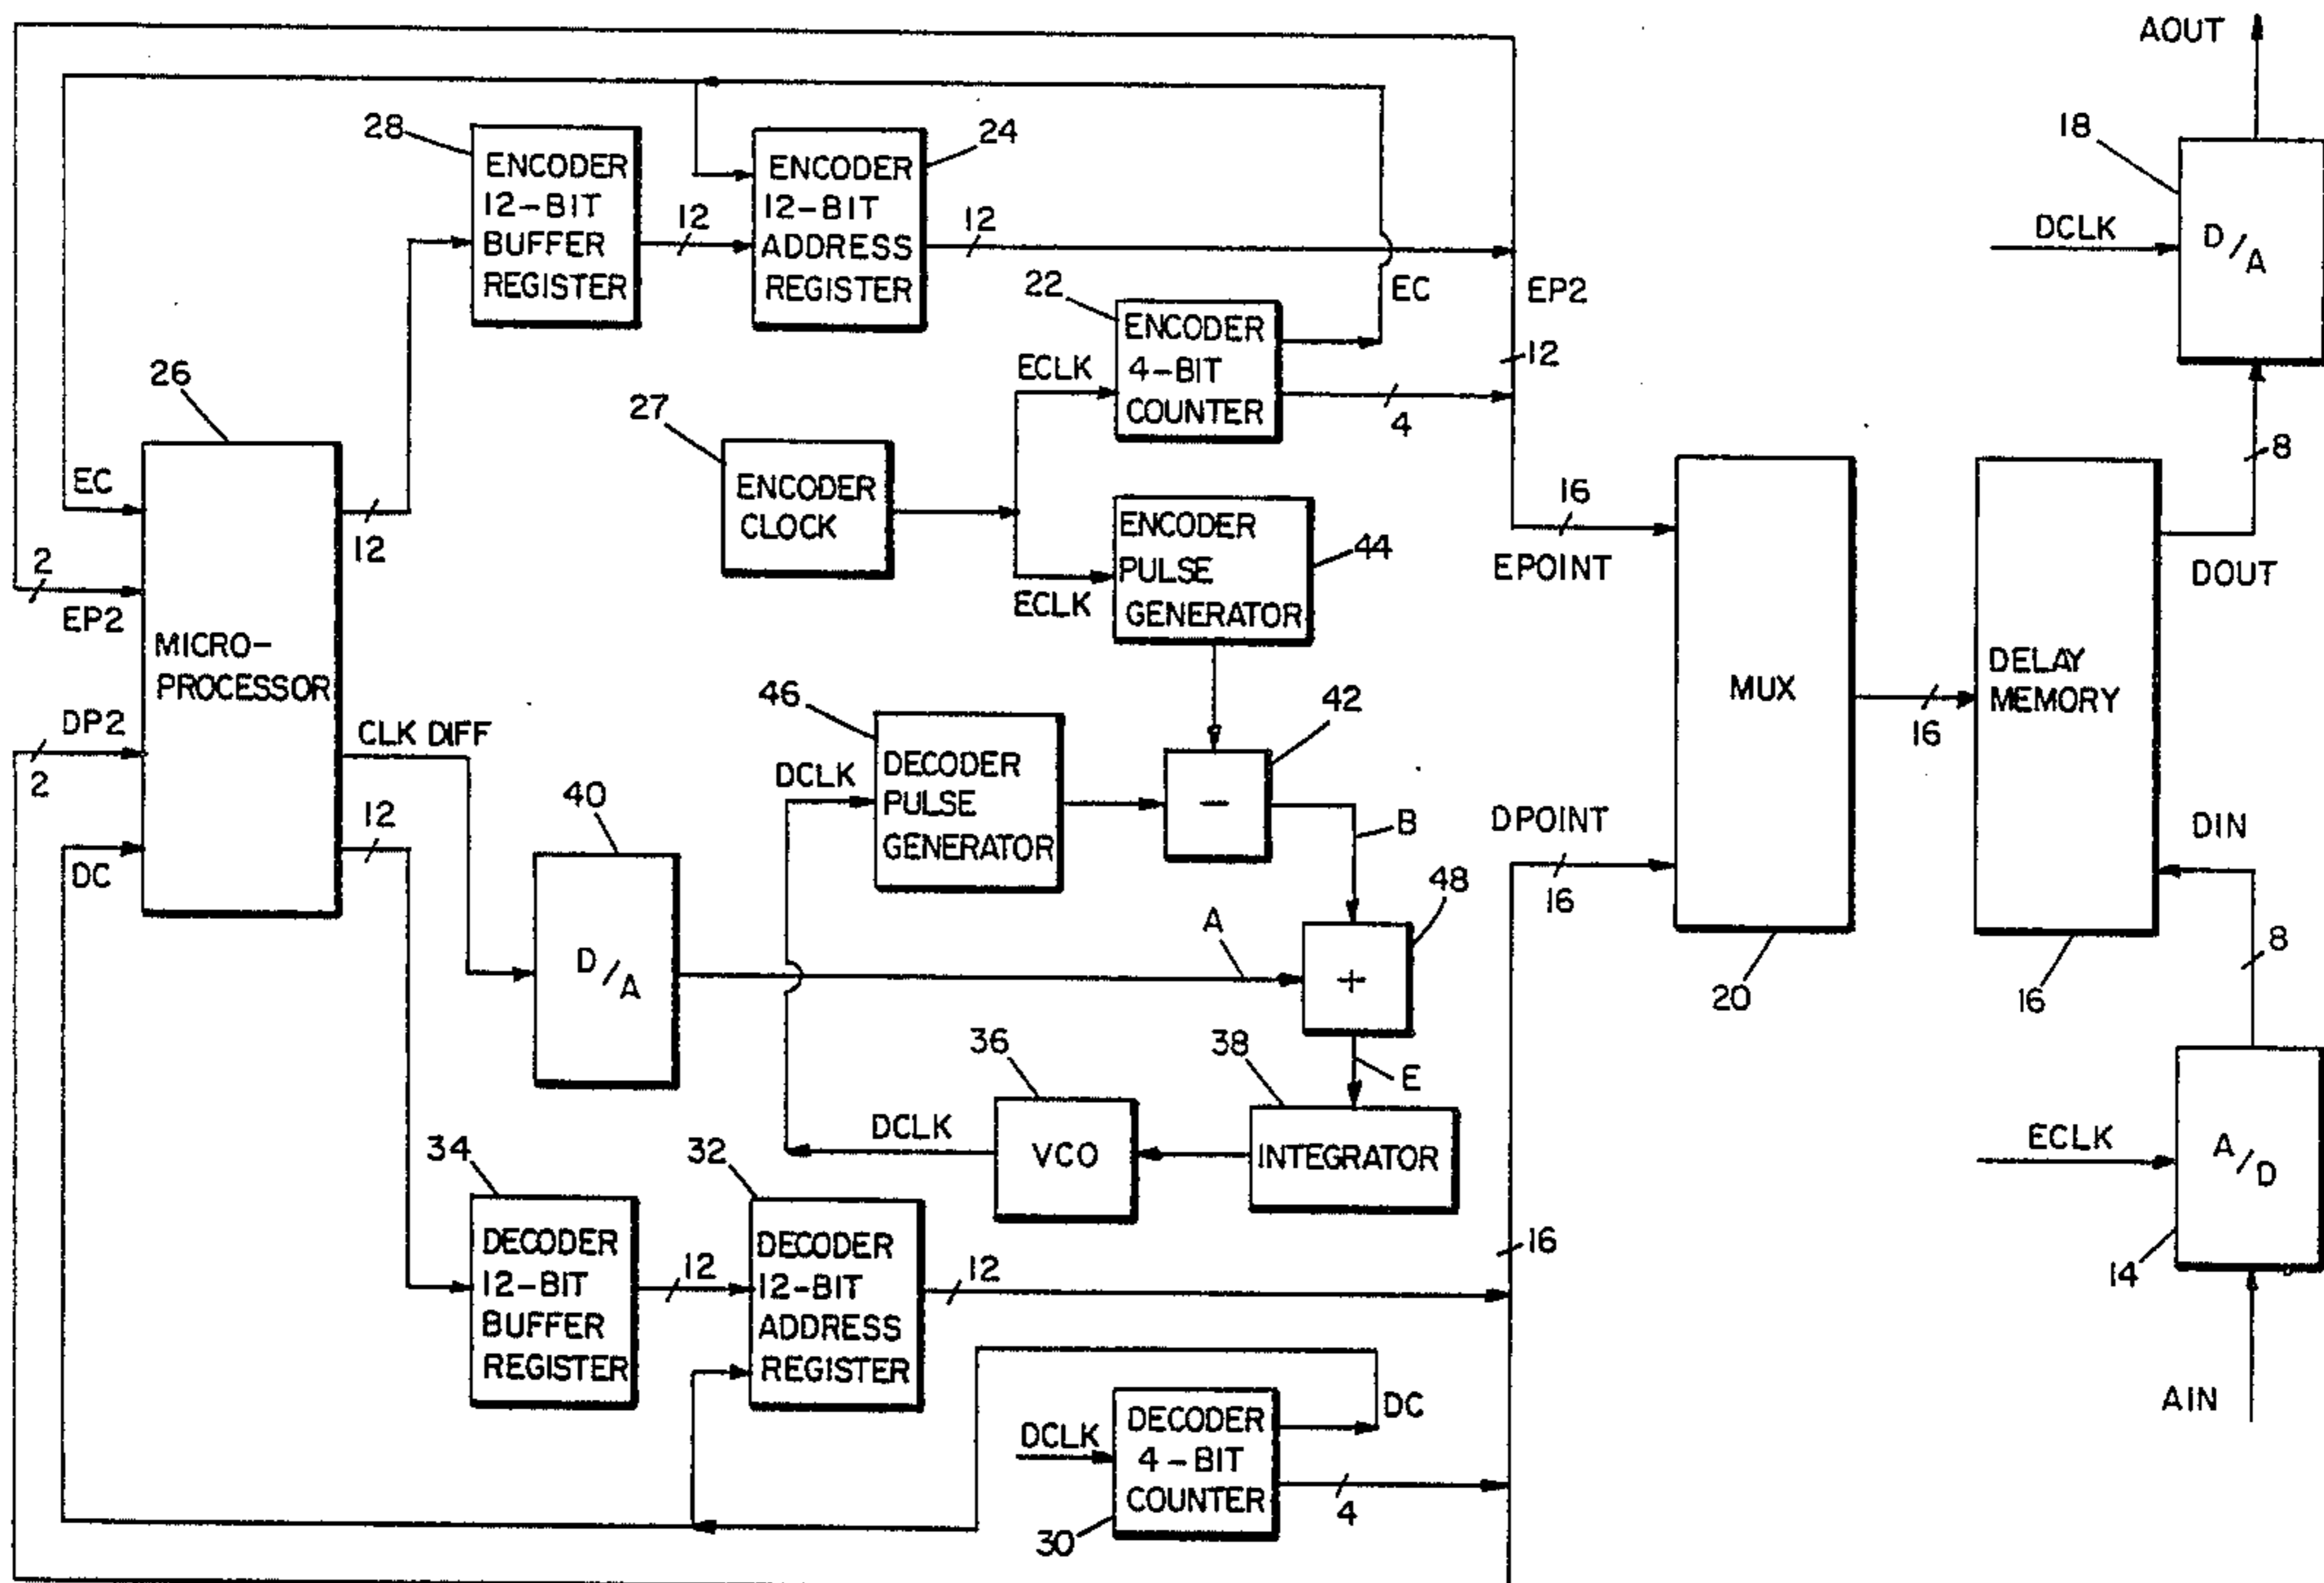 AOUT
28
24
18
ENCODER
12-BIT
BUFFER
REGISTER
12
ENCODER
12-BIT
ADDRESS
REGISTER
12
DCLK
D/A
EC
EP2
22
ENCODER
4-BIT
COUNTER
12
26
ECLK
27
4
8
EC
12
ENCODER
CLOCK
16
EPOINT
ENCODER
PULSE
GENERATOR
44
DOUT
2
EP2
ECLK
MICRO-
PROCESSOR
MUX
DELAY
MEMORY
46
42
16
DP2
2
CLK DIFF
DCLK
DECODER
PULSE
GENERATOR
-
40
12
B
DPOINT
16
DIN
DC
48
A
D/A
+
20
16
8
36
38
E
DCLK
VCO
INTEGRATOR
ECLK
A/D
34
32
14
DECODER
12-BIT
BUFFER
REGISTER
12
DECODER
12-BIT
ADDRESS
REGISTER
12
16
DC
AIN
DCLK
DECODER
4-BIT
COUNTER
4
30